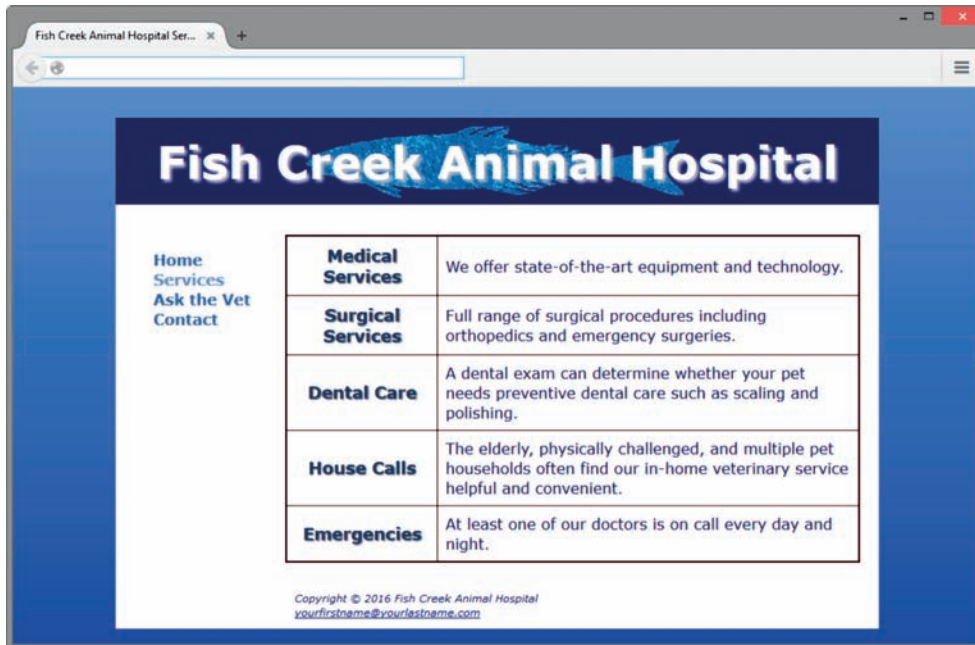 Fish Creek Animal Hospital Ser...
Fish Creek Animal Hospital
Home
Services
Ask the Vet
Contact
Medical
Services
We offer state-of-the-art equipment and technology.
Surgical
Services
Full range of surgical procedures including
orthopedics and emergency surgeries.
Dental Care
A dental exam can determine whether your pet
needs preventive dental care such as scaling and
polishing.
House Calls
The elderly, physically challenged, and multiple pet
households often find our in-home veterinary service
helpful and convenient.
Emergencies
At least one of our doctors is on call every day and
night.
Copyright © 2016 Fish Creek Animal Hospital
yourfirstname@yourlastname.com